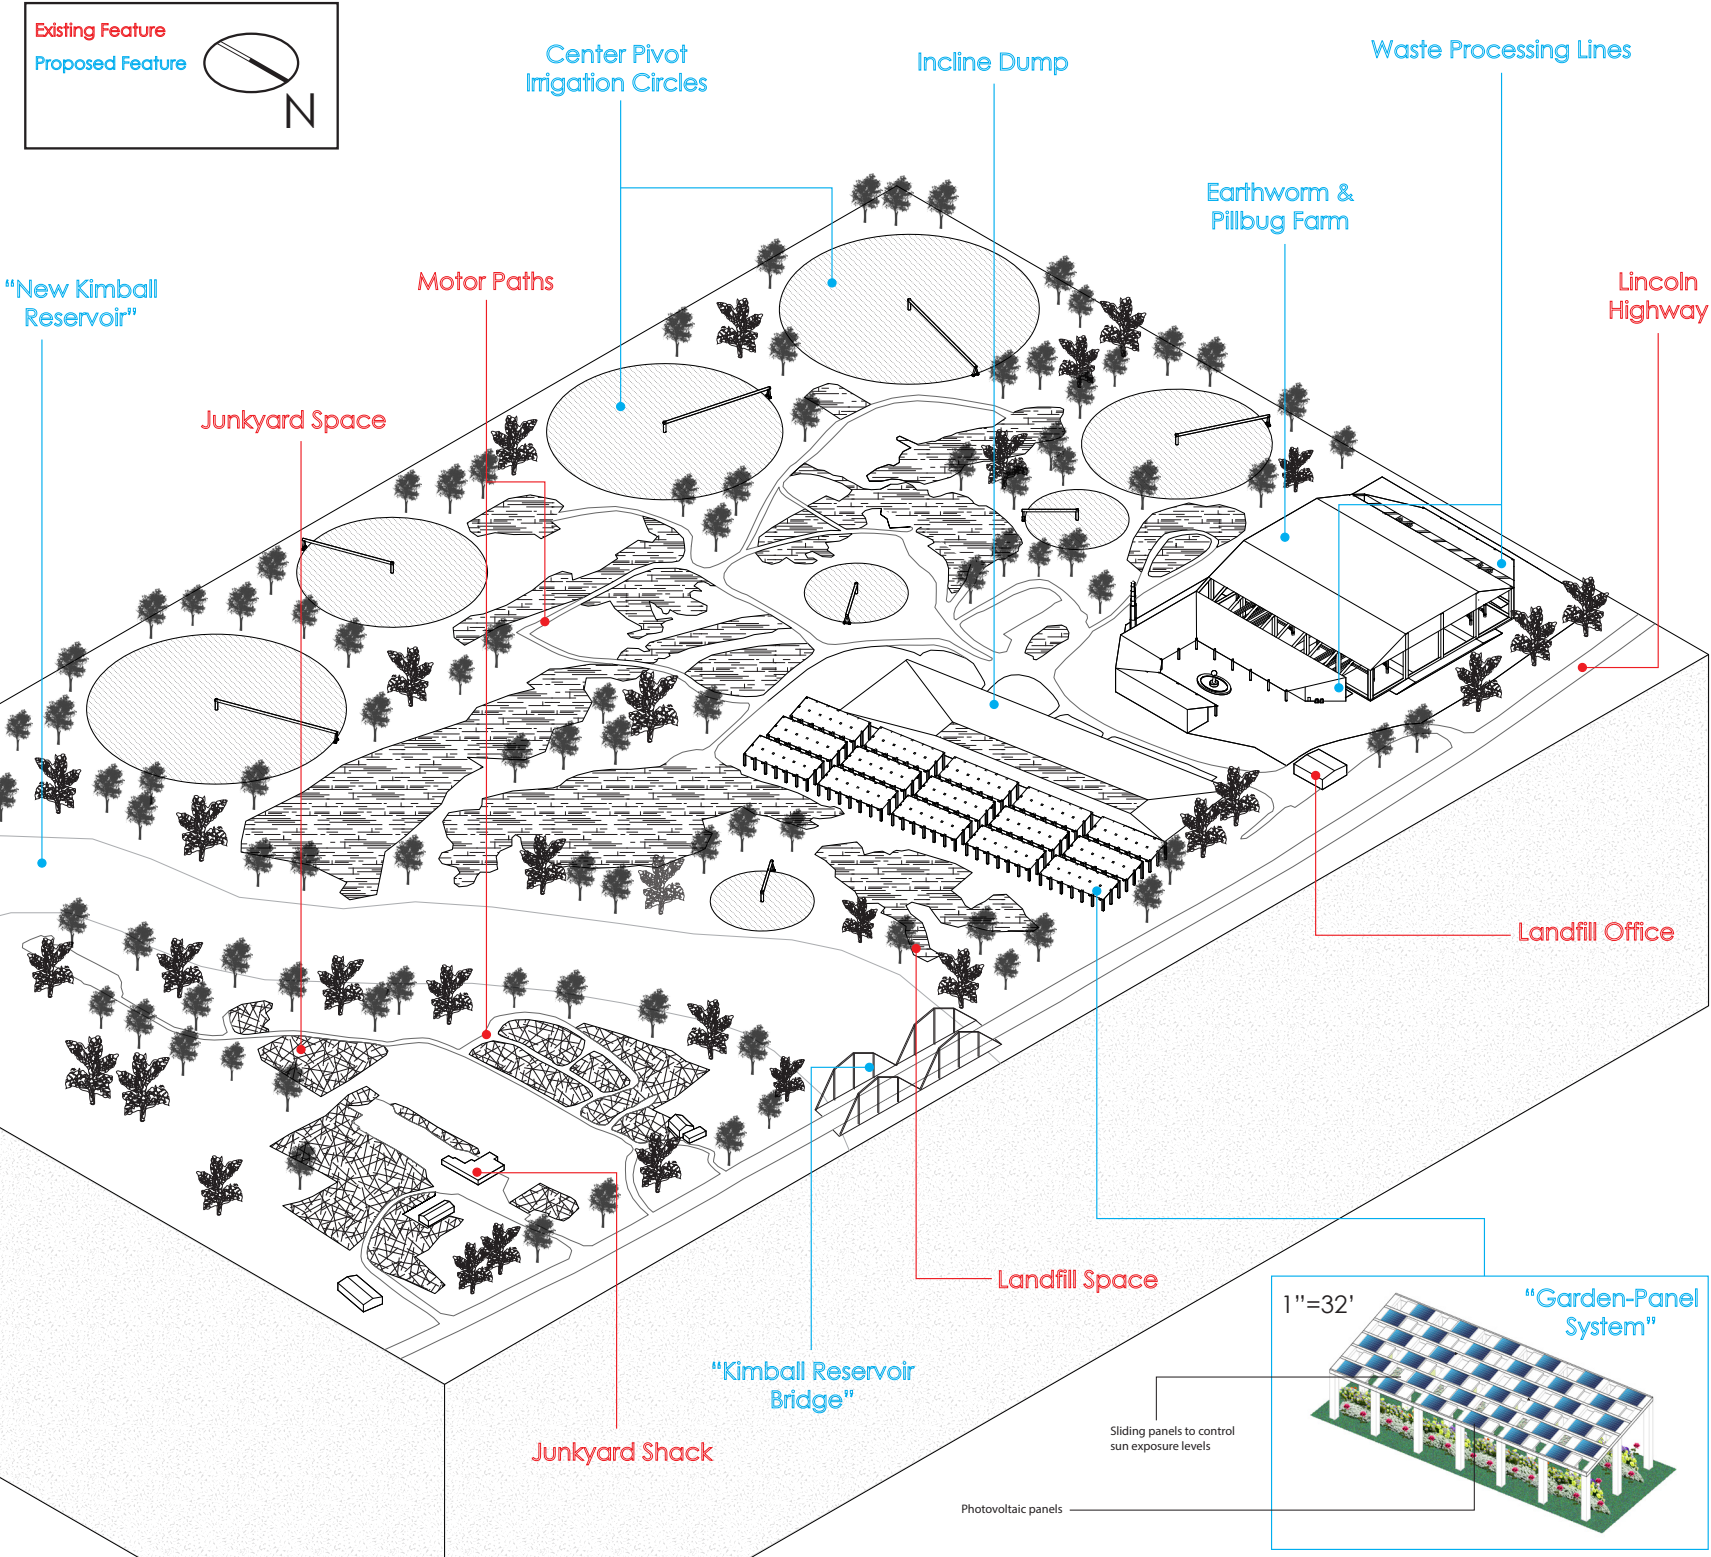 Existing Feature
Proposed Feature
N
Center Pivot
Irrigation Circles
Incline Dump
Waste Processing Lines
Earthworm &
Pillbug Farm
"New Kimball
Reservoir"
Motor Paths
Lincoln
Highway
Junkyard Space
Landfill Office
Landfill Space
"Kimball Reservoir
Bridge"
Junkyard Shack
1"=32'
"Garden-Panel
System"
Sliding panels to control
sun exposure levels
Photovoltaic panels